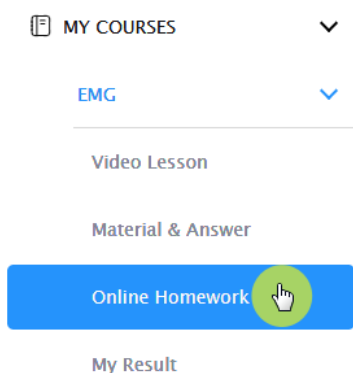 MY COURSES
EMG
Video Lesson
Material & Answer
Online Homework
My Result